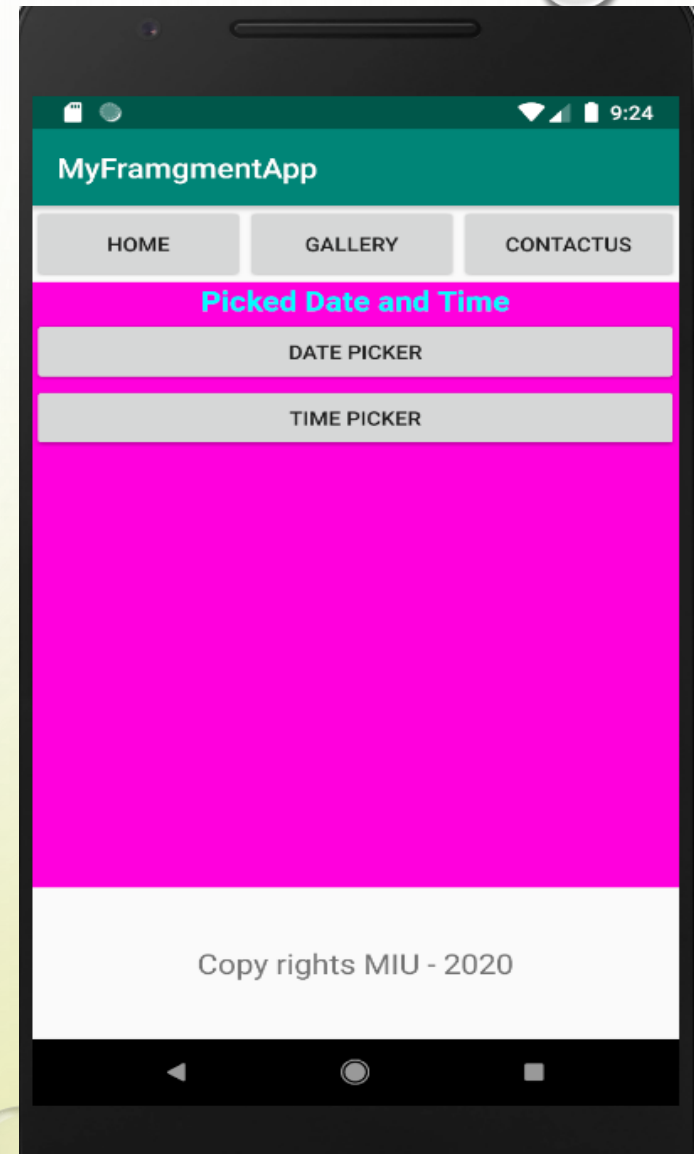 9:24
MyFramgmentApp
HOME GALLERY CONTACTUS
Picked Date and Time
DATE PICKER
TIME PICKER
Copy rights MIU - 2020